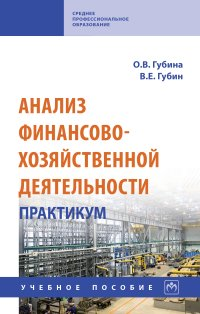 СРЕДНЕЕ
ПРОФЕССИОНАЛЬНОЕ
ОБРАЗОВАНИЕ
О.В. Губина
В.Е. Губин
АНАЛИЗ
ФИНАНСОВО-
ХОЗЯЙСТВЕННОЙ
ДЕЯТЕЛЬНОСТИ
ПРАКТИКУМ
УЧЕБНОЕ ПОСОБИЕ